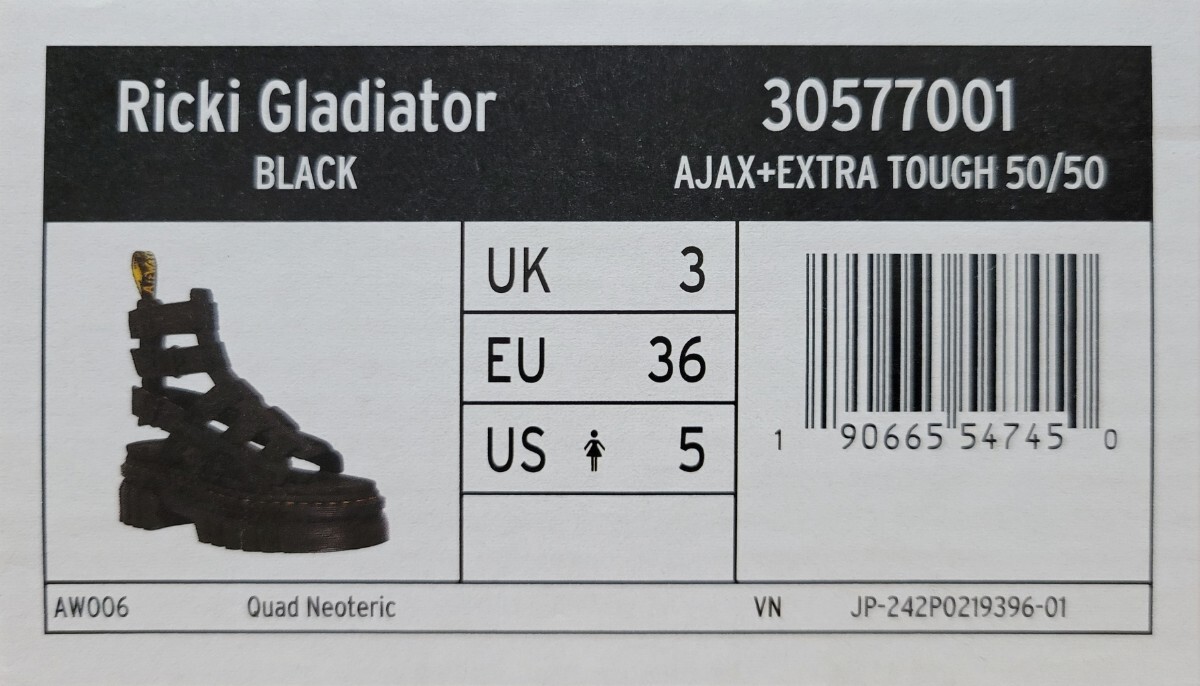 Ricki Gladiator
BLACK
30577001
AJAX+EXTRA TOUGH 50/50
UK 3
EU 36
US 5
1 90665 54745 0
AW006 Quad Neoteric VN JP-242P0219396-01